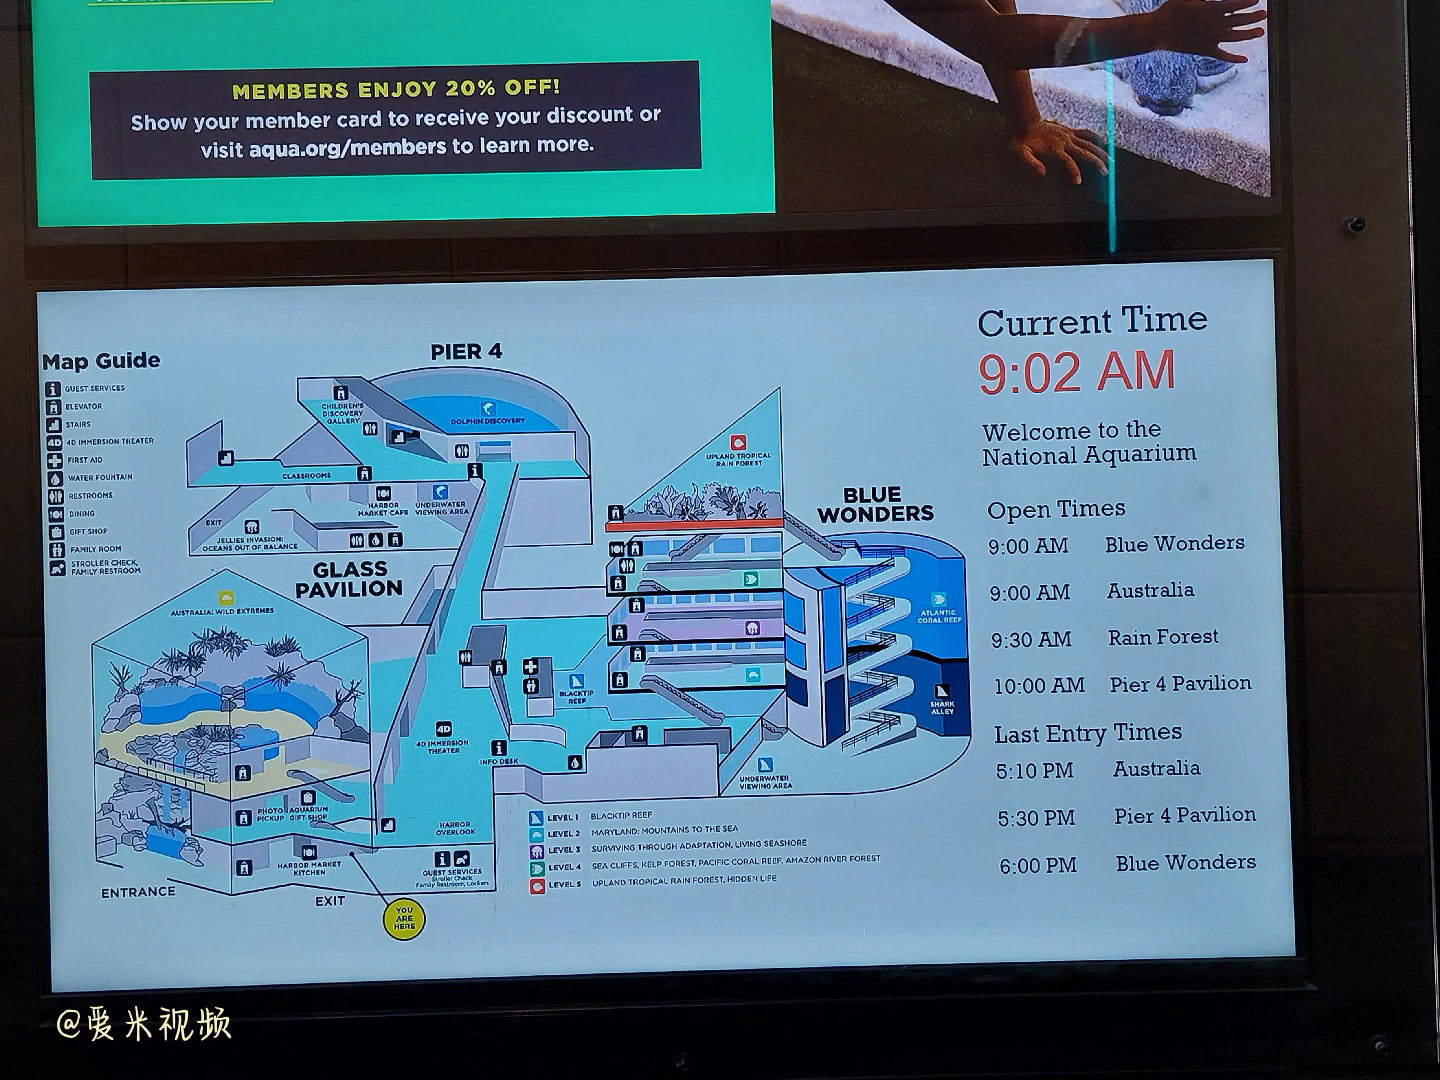 MEMBERS ENJOY 20% OFF!
Show your member card to receive your discount or
visit aqua.org/members to learn more.
Map Guide
GUEST SERVICES
ELEVATOR
STAIRS
4D 4D IMMERSION THEATER
FIRST AID
WATER FOUNTAIN
RESTROOMS
DINING
GIFT SHOP
FAMILY ROOM
STROLLER CHECK,
FAMILY RESTROOM
PIER 4
CHILDREN'S
DISCOVERY
GALLERY
DOLPHIN DISCOVERY
CLASSROOMS
HARBOR
MARKET CAFE
UNDERWATER
VIEWING AREA
EXIT
JELLIES INVASION:
OCEANS OUT OF BALANCE
GLASS
PAVILION
AUSTRALIA: WILD EXTREMES
UPLAND TROPICAL
RAIN FOREST
BLUE
WONDERS
ATLANTIC
CORAL REEF
SHARK
ALLEY
BLACKTIP
REEF
4D
4D IMMERSION
THEATER
INFO DESK
UNDERWATER
VIEWING AREA
PHOTO
PICKUP
AQUARIUM
GIFT SHOP
HARBOR
OVERLOOK
HARBOR MARKET
KITCHEN
GUEST SERVICES
Stroller Check,
Family Restroom, Lockers
ENTRANCE
EXIT
YOU
ARE
HERE
LEVEL 1 BLACKTIP REEF
LEVEL 2 MARYLAND: MOUNTAINS TO THE SEA
LEVEL 3 SURVIVING THROUGH ADAPTATION, LIVING SEASHORE
LEVEL 4 SEA CLIFFS, KELP FOREST, PACIFIC CORAL REEF, AMAZON RIVER FOREST
LEVEL 5 UPLAND TROPICAL RAIN FOREST, HIDDEN LIFE
Current Time
9:02 AM
Welcome to the
National Aquarium
Open Times
9:00 AM Blue Wonders
9:00 AM Australia
9:30 AM Rain Forest
10:00 AM Pier 4 Pavilion
Last Entry Times
5:10 PM Australia
5:30 PM Pier 4 Pavilion
6:00 PM Blue Wonders
@爱米视频